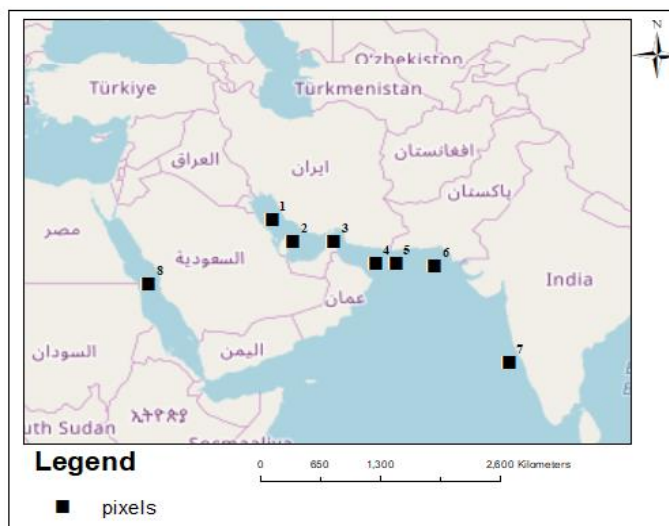 N
O'zbekiston
Türkiye
Türkmenistan
افغانستان
العراق
ایران
پاکستان
1
2
3
مصر
السعودية
4
5
6
8
India
عمان
السودان
اليمن
7
ኢትዮጵያ
uth Sudan
Legend
0 650 1,300 2,600 Kilometers
pixels